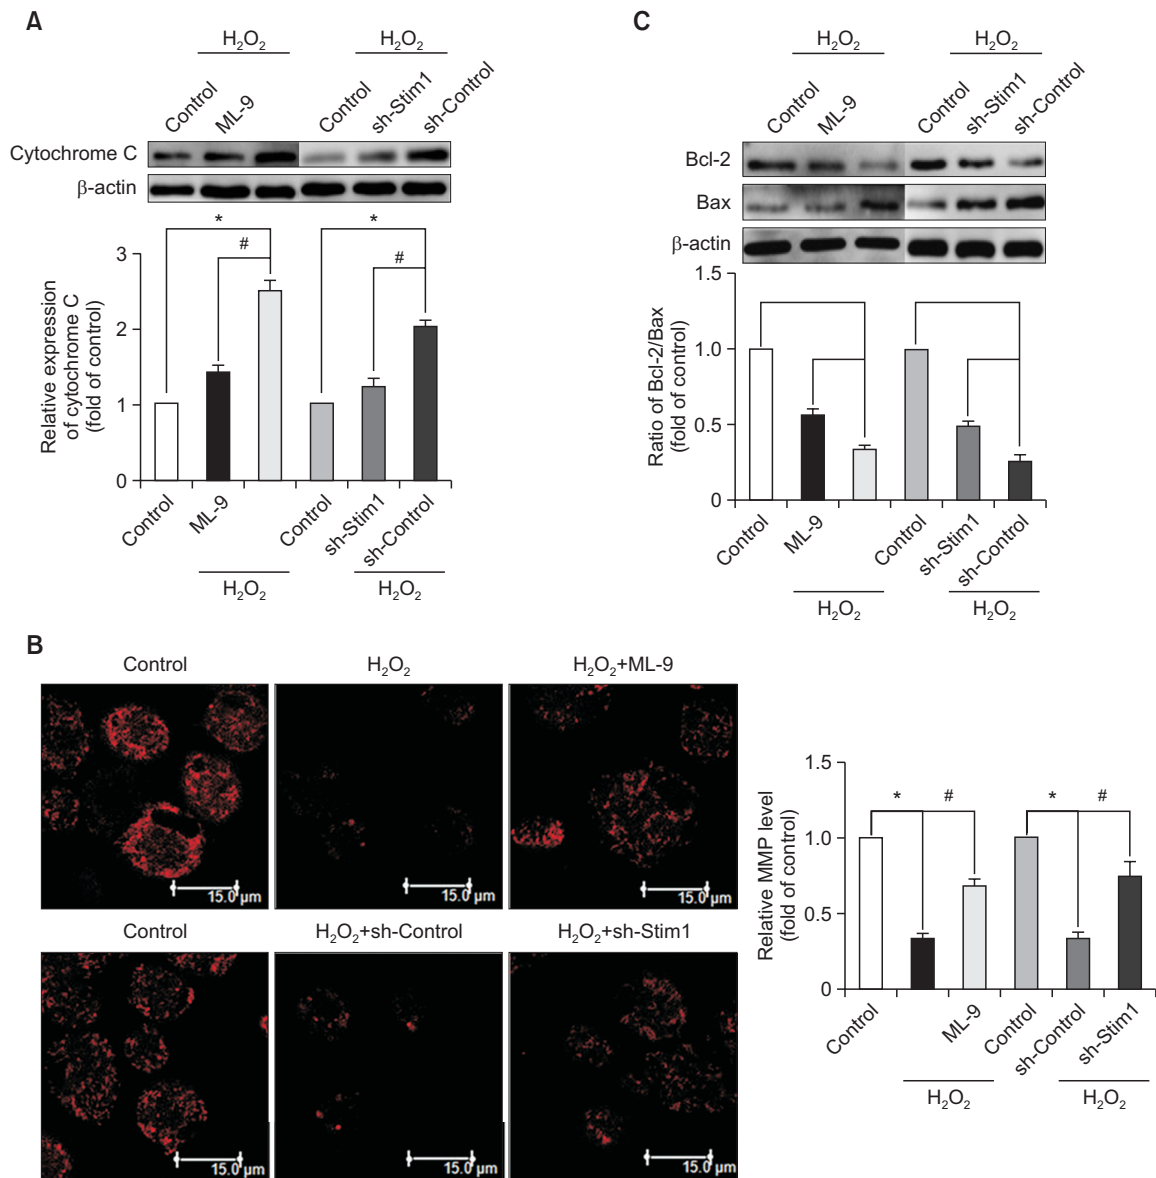 A
H2O2
H2O2
Control
ML-9
Control
sh-Stim1
sh-Control
Cytochrome C
β-actin
*
*
#
#
Relative expression
of cytochrome C
(fold of control)
3
2
1
0
Control
ML-9
Control
sh-Stim1
sh-Control
H2O2
H2O2
C
H2O2
H2O2
Control
ML-9
Control
sh-Stim1
sh-Control
Bcl-2
Bax
β-actin
Ratio of Bcl-2/Bax
(fold of control)
1.5
1.0
0.5
0
Control
ML-9
Control
sh-Stim1
sh-Control
H2O2
H2O2
B
Control
H2O2
H2O2+ML-9
15.0 µm
15.0 µm
15.0 µm
Control
H2O2+sh-Control
H2O2+sh-Stim1
15.0 µm
15.0 µm
15.0 µm
Relative MMP level
(fold of control)
1.5
1.0
0.5
0
*
#
*
#
Control
ML-9
Control
sh-Control
sh-Stim1
H2O2
H2O2